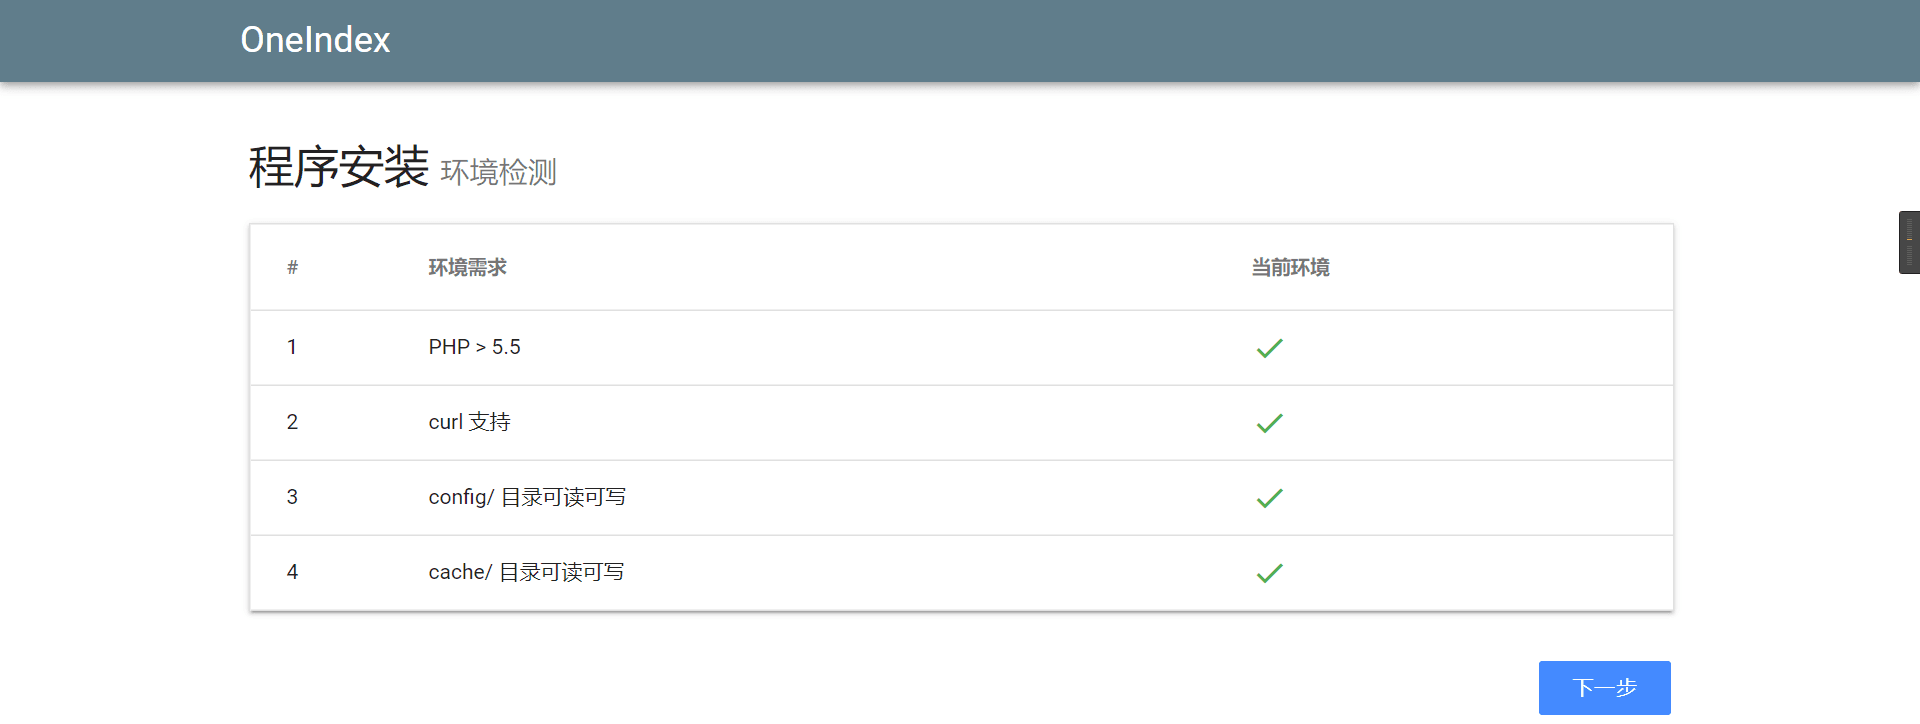 OneIndex
程序安装 环境检测
# 环境需求 当前环境
1 PHP > 5.5
2 curl 支持
3 config/ 目录可读可写
4 cache/ 目录可读可写
下一步